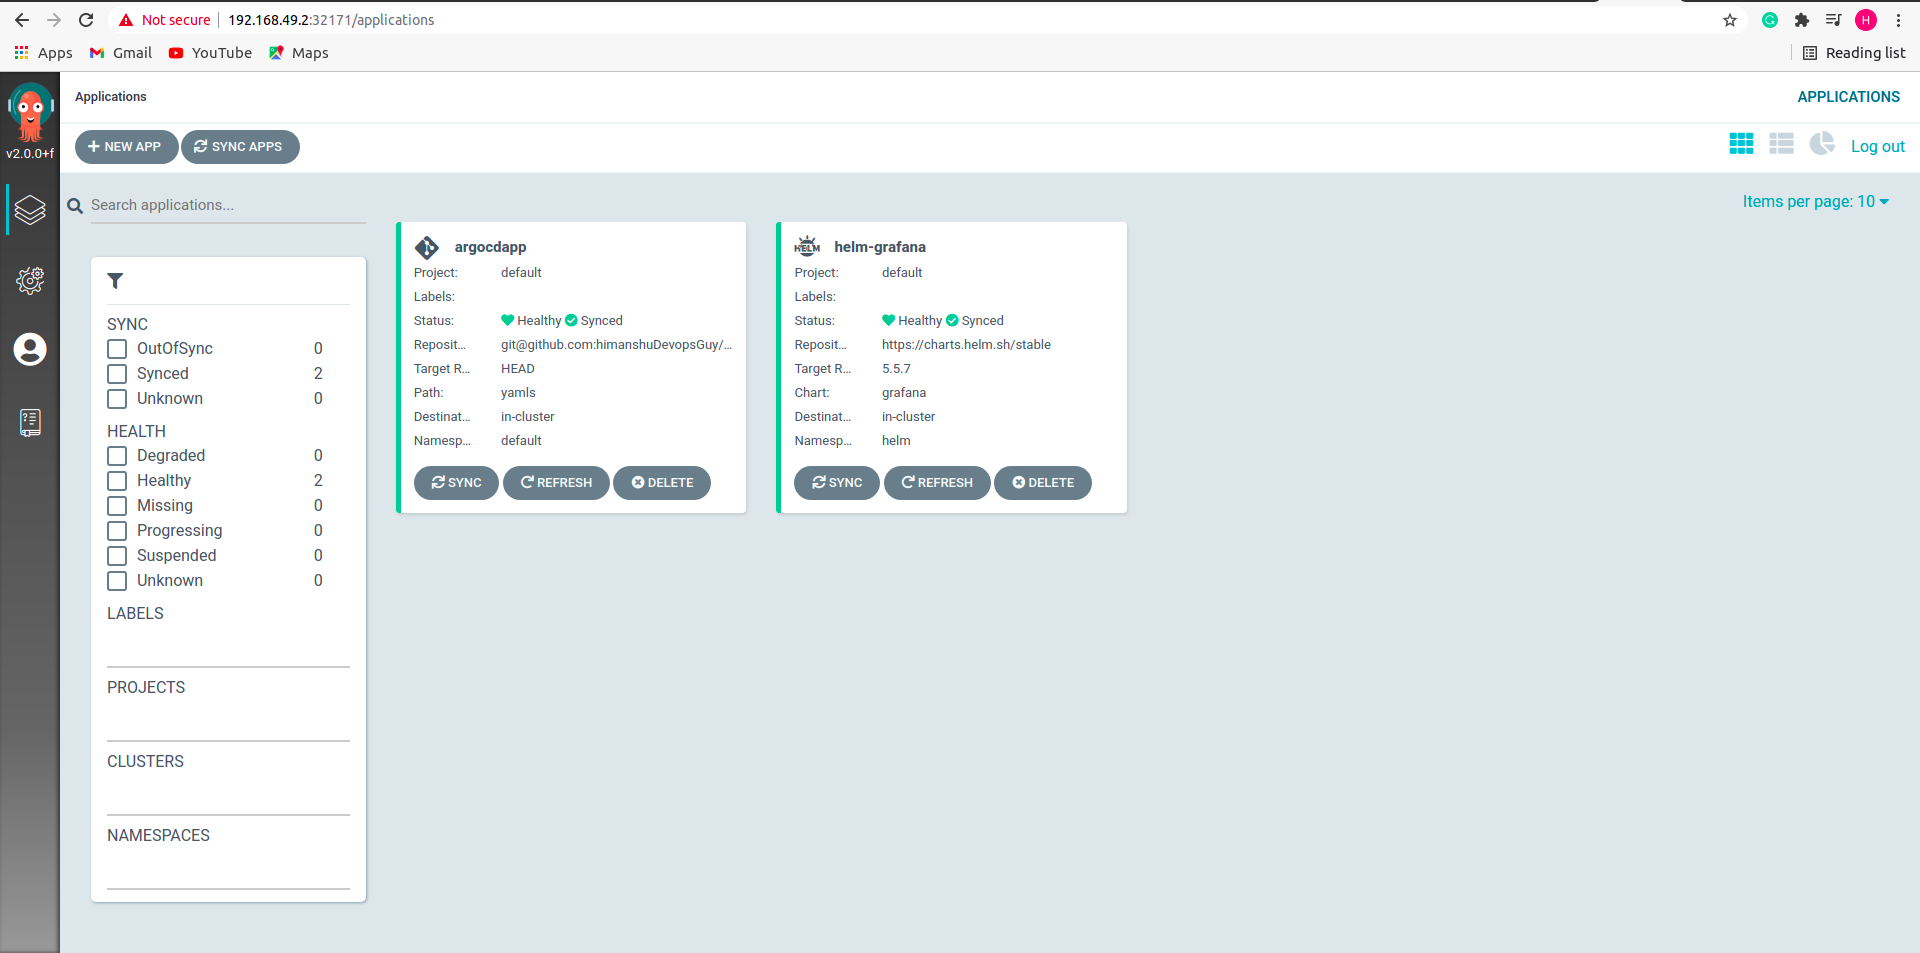 Not secure 192.168.49.2:32171/applications
H
Apps Gmail YouTube Maps
Reading list
Applications
APPLICATIONS
v2.0.0+f
NEW APP SYNC APPS
Log out
Search applications...
Items per page: 10
SYNC
OutOfSync 0
Synced 2
Unknown 0
HEALTH
Degraded 0
Healthy 2
Missing 0
Progressing 0
Suspended 0
Unknown 0
LABELS
PROJECTS
CLUSTERS
NAMESPACES
argocdapp
Project: default
Labels:
Status: Healthy Synced
Reposit... git@github.com:himanshuDevopsGuy/...
Target R... HEAD
Path: yamls
Destinat... in-cluster
Namesp... default
SYNC REFRESH DELETE
HELM
helm-grafana
Project: default
Labels:
Status: Healthy Synced
Reposit... https://charts.helm.sh/stable
Target R... 5.5.7
Chart: grafana
Destinat... in-cluster
Namesp... helm
SYNC REFRESH DELETE